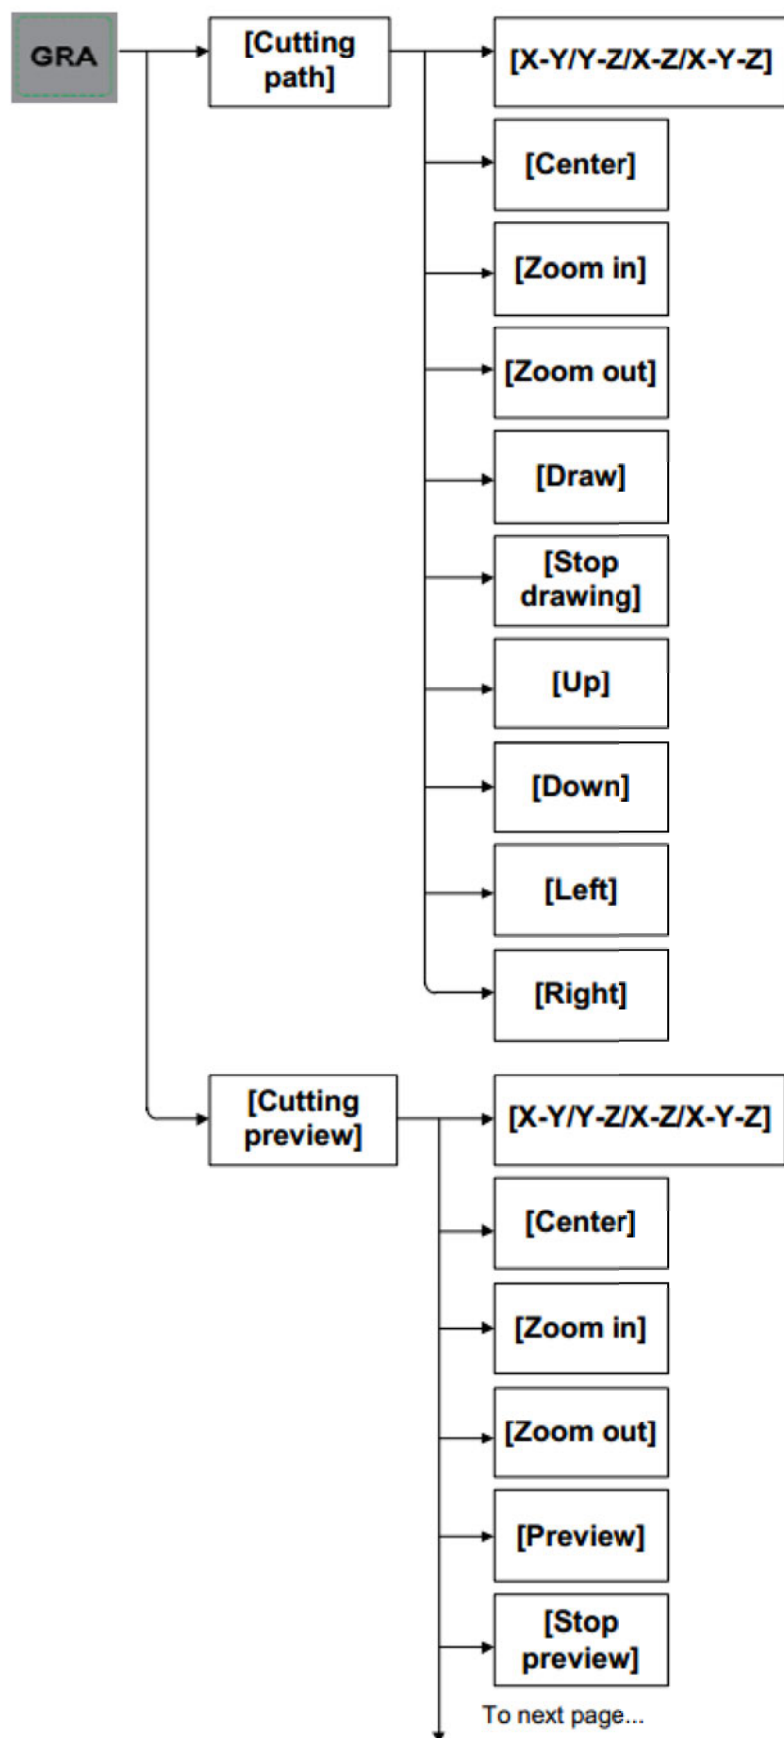 GRA
[Cutting
path]
[X-Y/Y-Z/X-Z/X-Y-Z]
[Center]
[Zoom in]
[Zoom out]
[Draw]
[Stop
drawing]
[Up]
[Down]
[Left]
[Right]
[Cutting
preview]
[X-Y/Y-Z/X-Z/X-Y-Z]
[Center]
[Zoom in]
[Zoom out]
[Preview]
[Stop
preview]
To next page...